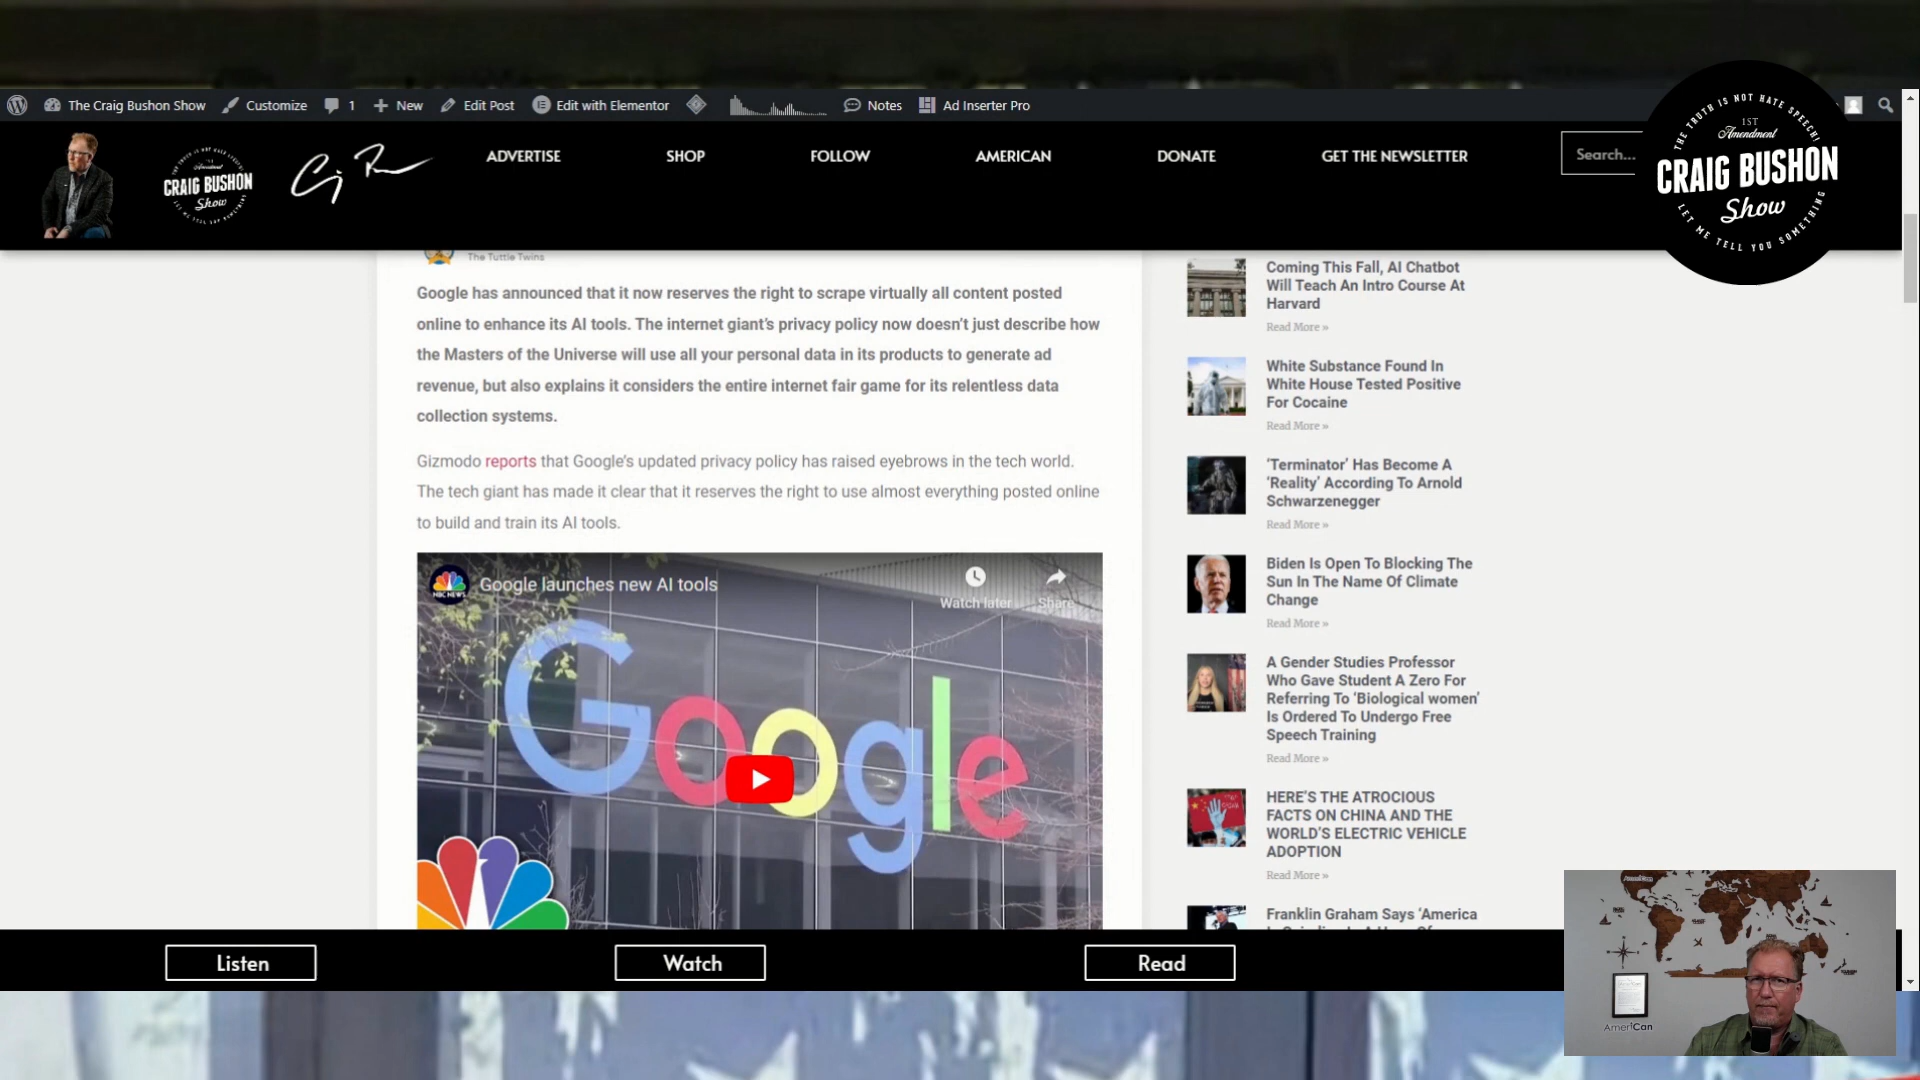 The Craig Bushon Show
Customize
1
New
Edit Post
Edit with Elementor
Notes
Ad Inserter Pro
THE TRUTH IS NOT HATE SPEECH!
1ST
Amendment
CRAIG BUSHON
Show
LET ME TELL YOU SOMETHING
CRAIG BUSHON
Show
ADVERTISE
SHOP
FOLLOW
AMERICAN
DONATE
GET THE NEWSLETTER
Search...
The Tuttle Twins
Google has announced that it now reserves the right to scrape virtually all content posted
online to enhance its AI tools. The internet giant’s privacy policy now doesn’t just describe how
the Masters of the Universe will use all your personal data in its products to generate ad
revenue, but also explains it considers the entire internet fair game for its relentless data
collection systems.
Gizmodo reports that Google’s updated privacy policy has raised eyebrows in the tech world.
The tech giant has made it clear that it reserves the right to use almost everything posted online
to build and train its AI tools.
NBC NEWS
Google launches new AI tools
Watch later
Share
Google
Coming This Fall, AI Chatbot
Will Teach An Intro Course At
Harvard
Read More »
White Substance Found In
White House Tested Positive
For Cocaine
Read More »
‘Terminator’ Has Become A
‘Reality’ According To Arnold
Schwarzenegger
Read More »
Biden Is Open To Blocking The
Sun In The Name Of Climate
Change
Read More »
A Gender Studies Professor
Who Gave Student A Zero For
Referring To ‘Biological women’
Is Ordered To Undergo Free
Speech Training
Read More »
HERE’S THE ATROCIOUS
FACTS ON CHINA AND THE
WORLD’S ELECTRIC VEHICLE
ADOPTION
Read More »
Franklin Graham Says ‘America
Listen
Watch
Read
AmeriCan